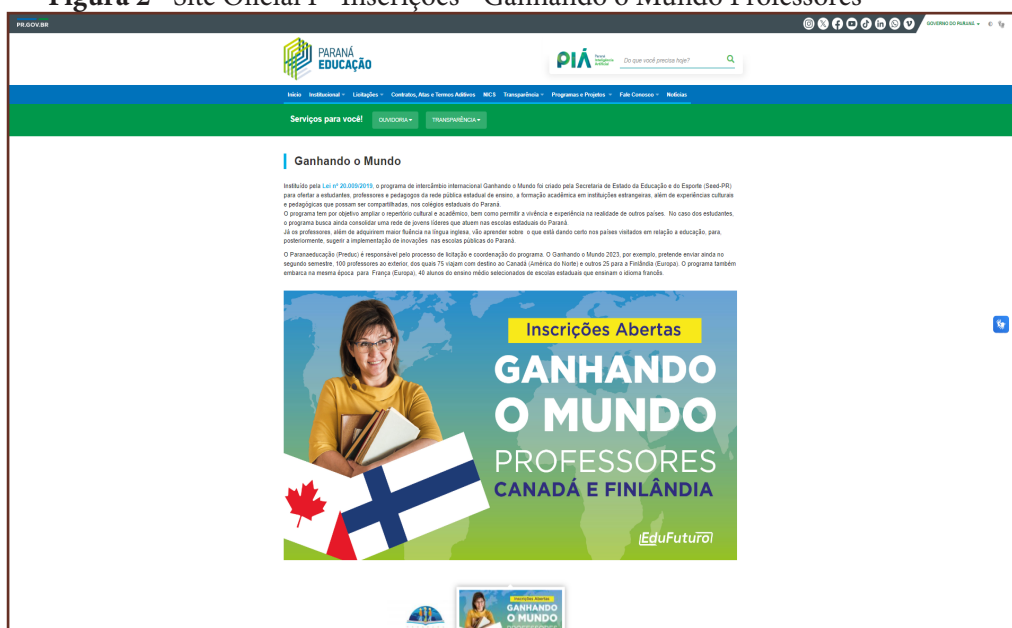 Figura 2 - Site Oficial I - Inscrições - Ganhando o Mundo Professores
PR.GOV.BR
GOVERNO DO PARANÁ
PARANÁ
EDUCAÇÃO
PIÁ Paraná Inteligência Artificial
Do que você precisa hoje?
Início Institucional Licitações Contratos, Atas e Termos Aditivos NICS Transparência Programas e Projetos Fale Conosco Notícias
Serviços para você! OUVIDORIA TRANSPARÊNCIA
Ganhando o Mundo
Instituído pela Lei nº 20.009/2019, o programa de intercâmbio internacional Ganhando o Mundo foi criado pela Secretaria de Estado da Educação e do Esporte (Seed-PR)
para ofertar a estudantes, professores e pedagogos da rede pública estadual de ensino, a formação acadêmica em instituições estrangeiras, além de experiências culturais
e pedagógicas que possam ser compartilhadas, nos colégios estaduais do Paraná.
O programa tem por objetivo ampliar o repertório cultural e acadêmico, bem como permitir a vivência e experiência na realidade de outros países. No caso dos estudantes,
o programa busca ainda consolidar uma rede de jovens líderes que atuem nas escolas estaduais do Paraná.
Já os professores, além de adquirirem maior fluência na língua inglesa, vão aprender sobre o que está dando certo nos países visitados em relação a educação, para,
posteriormente, sugerir a implementação de inovações nas escolas públicas do Paraná.
O Paranaeducação (Preduc) é responsável pelo processo de licitação e coordenação do programa. O Ganhando o Mundo 2023, por exemplo, pretende enviar ainda no
segundo semestre, 100 professores ao exterior, dos quais 75 viajam com destino ao Canadá (América do Norte) e outros 25 para a Finlândia (Europa). O programa também
embarca na mesma época para França (Europa), 40 alunos do ensino médio selecionados de escolas estaduais que ensinam o idioma francês.
Inscrições Abertas
GANHANDO
O MUNDO
PROFESSORES
CANADÁ E FINLÂNDIA
EduFuturo
Inscrições Abertas
GANHANDO
O MUNDO